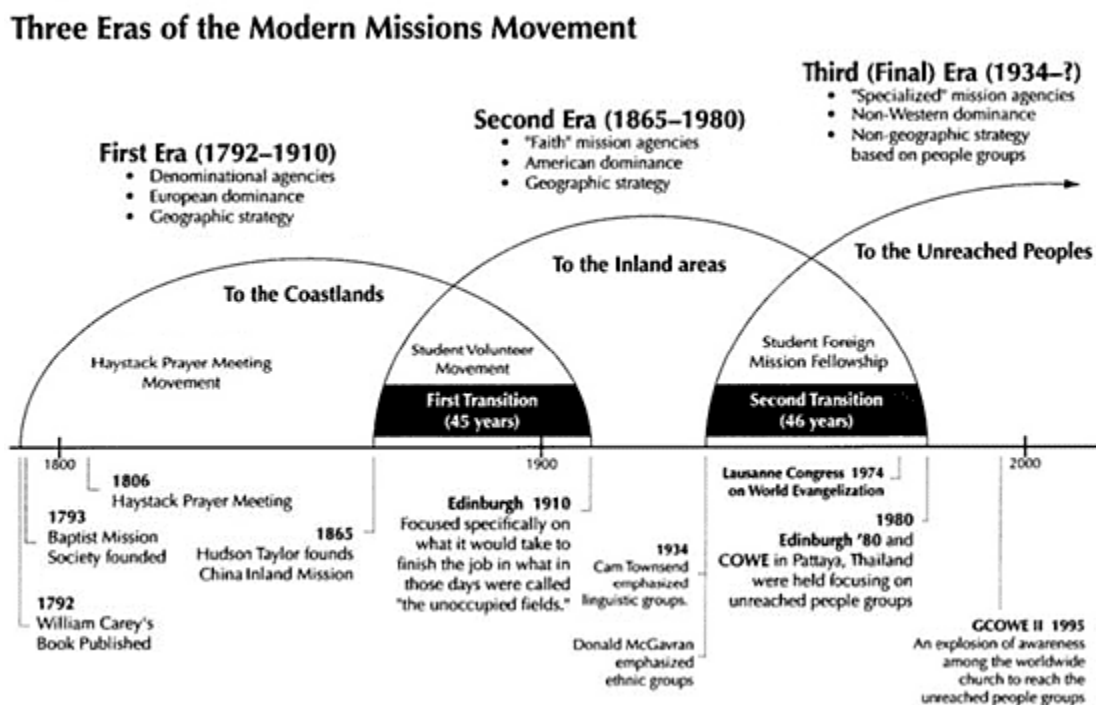 Three Eras of the Modern Missions Movement
Third (Final) Era (1934–?)
• "Specialized" mission agencies
• Non-Western dominance
• Non-geographic strategy
based on people groups
Second Era (1865–1980)
• "Faith" mission agencies
• American dominance
• Geographic strategy
First Era (1792–1910)
• Denominational agencies
• European dominance
• Geographic strategy
To the Coastlands
To the Inland areas
To the Unreached Peoples
Haystack Prayer Meeting
Movement
Student Volunteer
Movement
First Transition
(45 years)
Student Foreign
Mission Fellowship
Second Transition
(46 years)
1800
1900
2000
1806
Haystack Prayer Meeting
1793
Baptist Mission
Society founded
1792
William Carey's
Book Published
1865
Hudson Taylor founds
China Inland Mission
Edinburgh 1910
Focused specifically on
what it would take to
finish the job in what in
those days were called
"the unoccupied fields."
1934
Cam Townsend
emphasized
linguistic groups.
Donald McGavran
emphasized
ethnic groups
Lausanne Congress 1974
on World Evangelization
1980
Edinburgh '80 and
COWE in Pattaya, Thailand
were held focusing on
unreached people groups
GCOWE II 1995
An explosion of awareness
among the worldwide
church to reach the
unreached people groups